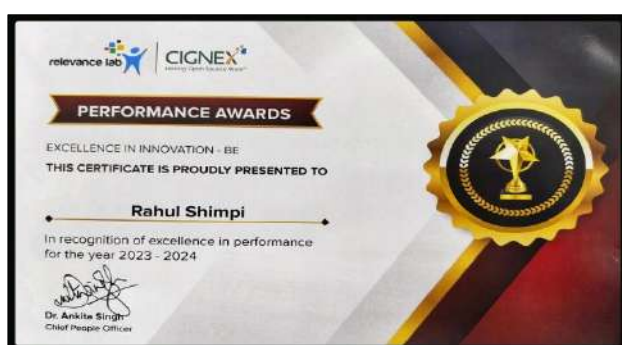 relevance lab
CIGNEX
PERFORMANCE AWARDS
EXCELLENCE IN INNOVATION - BE
THIS CERTIFICATE IS PROUDLY PRESENTED TO
Rahul Shimpi
In recognition of excellence in performance
for the year 2023 - 2024
Dr. Ankita Singh
Chief People Officer